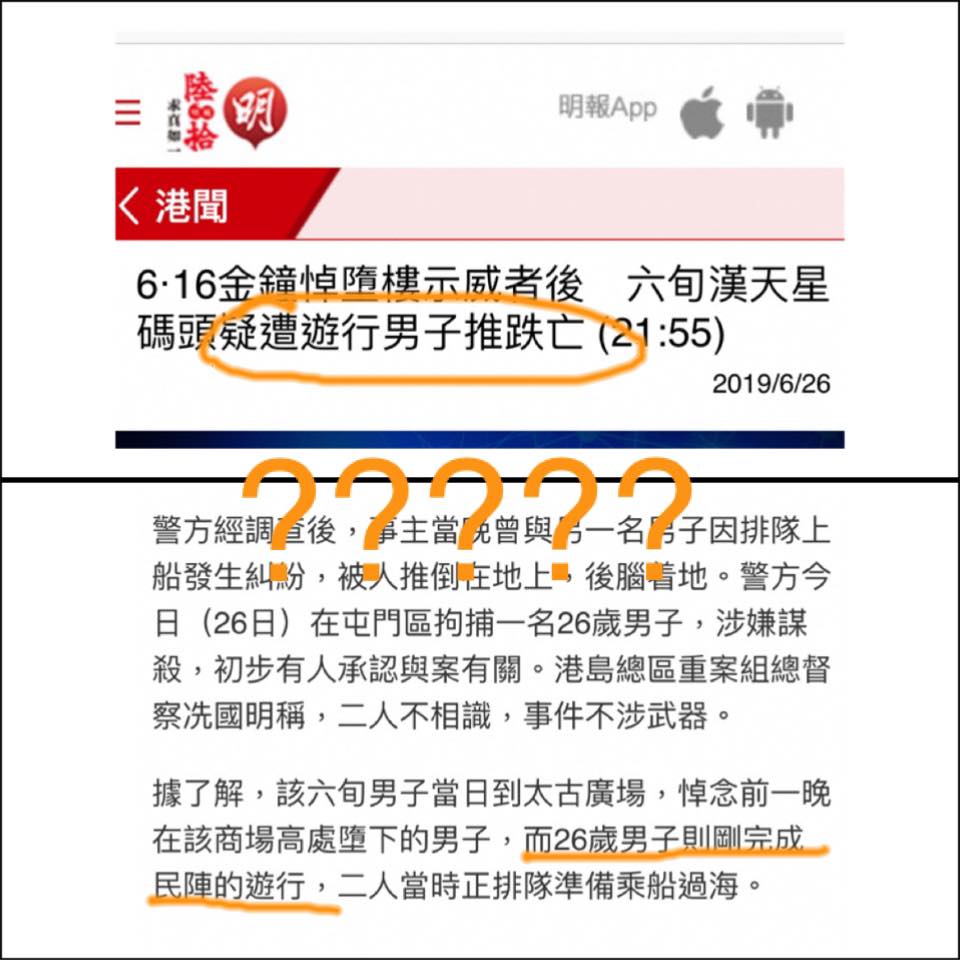 陸拾
求真如一
明
明報App
港聞
6·16金鐘悼墮樓示威者後　六旬漢天星
碼頭疑遭遊行男子推跌亡 (21:55)
2019/6/26
?????
警方經調查後，事主當晚曾與另一名男子因排隊上
船發生糾紛，被人推倒在地上，後腦着地。警方今
日（26日）在屯門區拘捕一名26歲男子，涉嫌謀
殺，初步有人承認與案有關。港島總區重案組總督
察冼國明稱，二人不相識，事件不涉武器。
據了解，該六旬男子當日到太古廣場，悼念前一晚
在該商場高處墮下的男子，而26歲男子則剛完成
民陣的遊行，二人當時正排隊準備乘船過海。